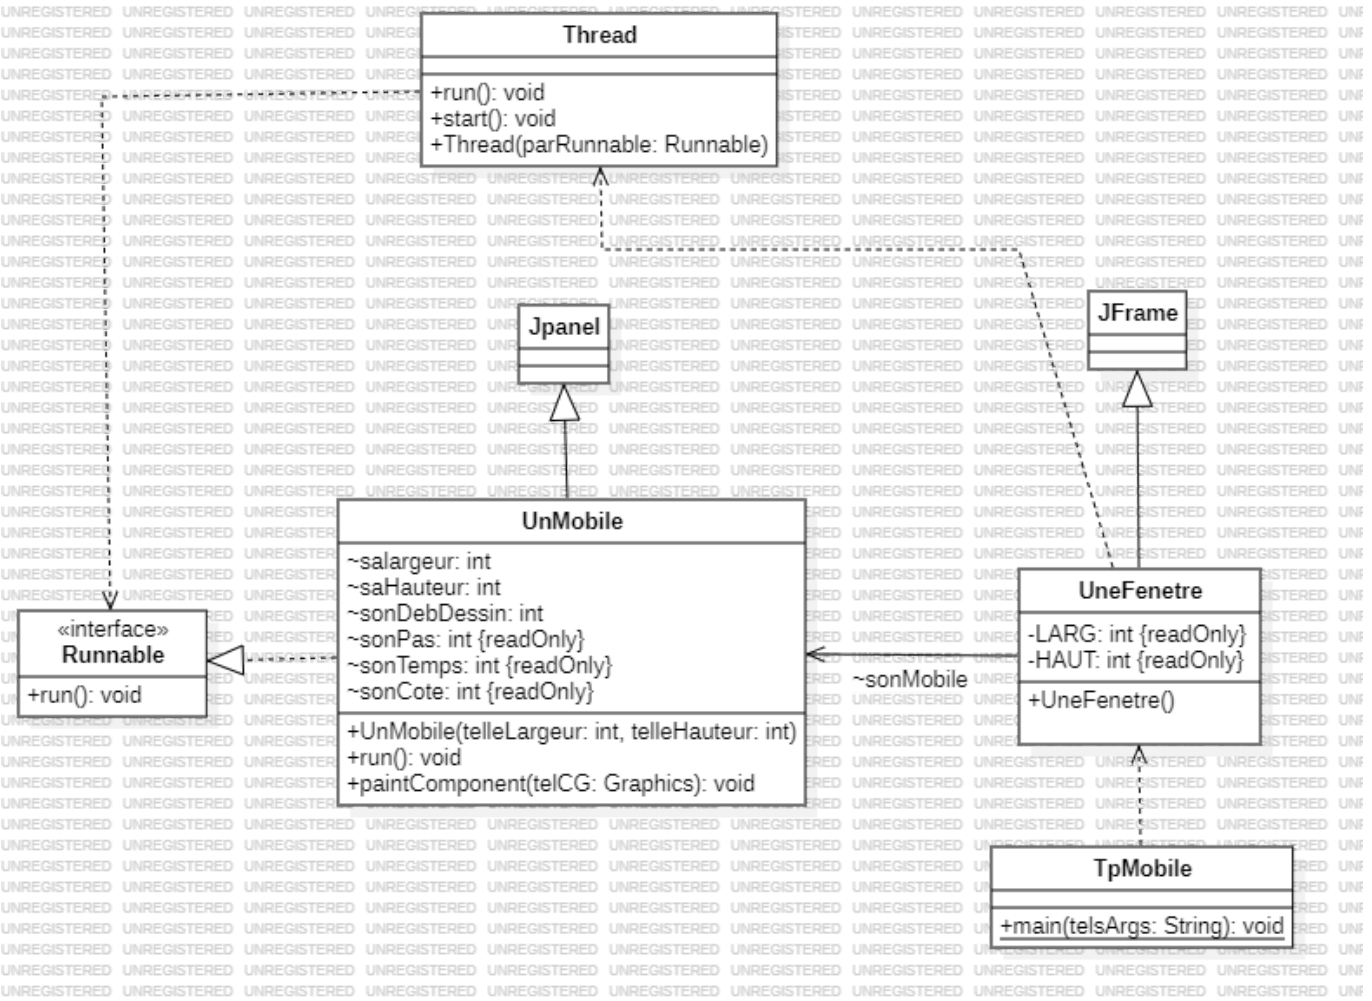 Thread
+run(): void
+start(): void
+Thread(parRunnable: Runnable)
Jpanel
JFrame
UnMobile
~salargeur: int
~saHauteur: int
~sonDebDessin: int
~sonPas: int {readOnly}
~sonTemps: int {readOnly}
~sonCote: int {readOnly}
+UnMobile(telleLargeur: int, telleHauteur: int)
+run(): void
+paintComponent(telCG: Graphics): void
«interface»
Runnable
+run(): void
~sonMobile
UneFenetre
-LARG: int {readOnly}
-HAUT: int {readOnly}
+UneFenetre()
TpMobile
+main(telsArgs: String): void
UNREGISTERED